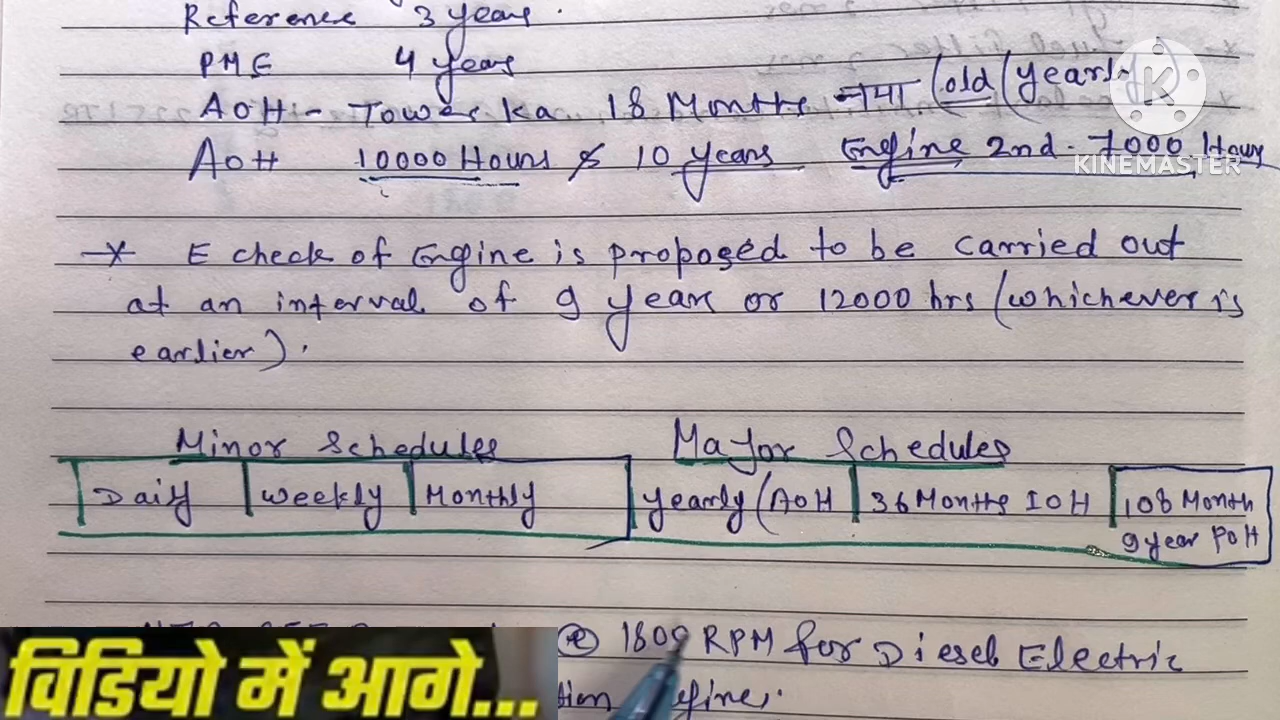 Reference 3 years.
PME 4 years
AOH - Tower Ka 18 Months नया (old (yearly
AOH 10000 Hours & 10 years Engine 2nd. 7000 Hours
KINEMASTER
* E check of Engine is proposed to be carried out
at an interval of 9 years or 12000 hrs (whichever is
earlier).
Minor Schedules Major Schedules
Daily weekly Monthly yearly (AOH 36 Months IOH 108 Month
9 year POH
@ 1800 RPM for Diesel Electric
विडियो में आगे...